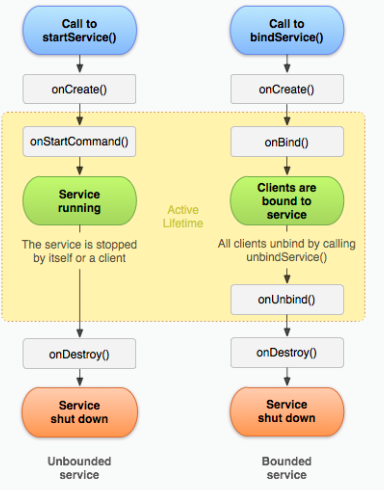 Call to
startService()
onCreate()
onStartCommand()
Service
running
The service is stopped
by itself or a client
onDestroy()
Service
shut down
Unbounded
service
Active
Lifetime
Call to
bindService()
onCreate()
onBind()
Clients are
bound to
service
All clients unbind by calling
unbindService()
onUnbind()
onDestroy()
Service
shut down
Bounded
service